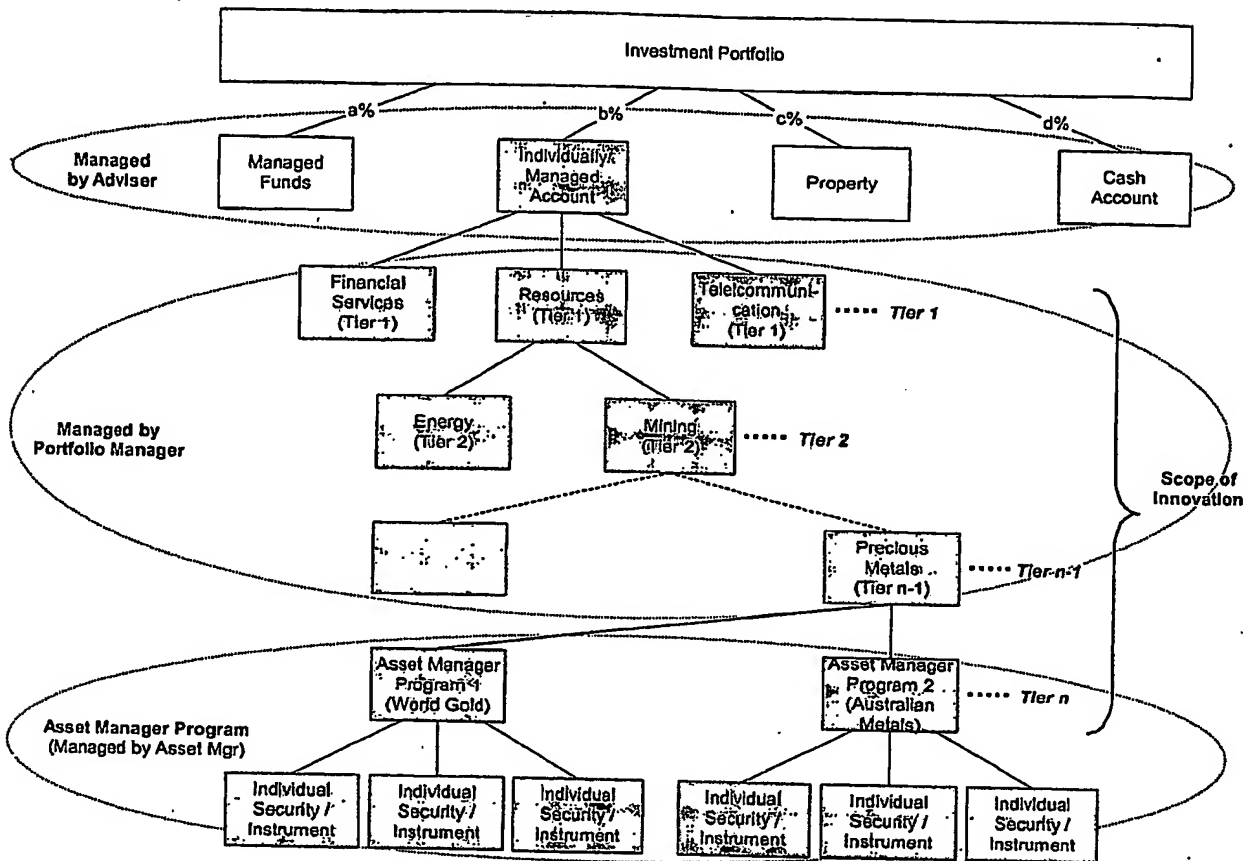 Investment Portfolio
a%
b%
c%
d%
Managed
by Adviser
Managed
Funds
Individually
Managed
Account
Property
Cash
Account
Financial
Services
(Tier 1)
Resources
(Tier 1)
Telecommuni-
cation
(Tier 1)
Tier 1
Managed by
Portfolio Manager
Energy
(Tier 2)
Mining
(Tier 2)
Tier 2
Scope of
Innovation
Precious
Metals
(Tier n-1)
Tier n-1
Asset Manager
Program 1
(World Gold)
Asset Manager
Program 2
(Australian
Metals)
Tier n
Asset Manager Program
(Managed by Asset Mgr)
Individual
Security /
Instrument
Individual
Security /
Instrument
Individual
Security /
Instrument
Individual
Security /
Instrument
Individual
Security /
Instrument
Individual
Security /
Instrument